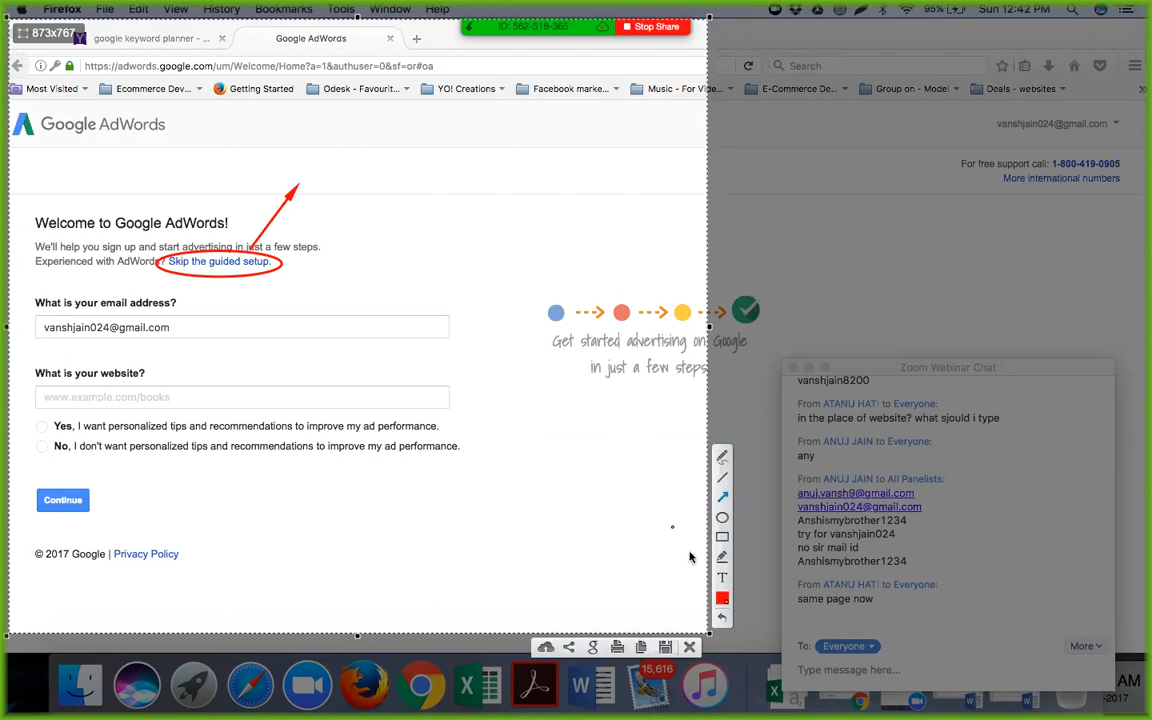 Firefox File Edit View History Bookmarks Tools Window Help
95%
Sun 12:42 PM
873x767
google keyword planner - ...
Google AdWords
ID: 562-518-365
Stop Share
https://adwords.google.com/um/Welcome/Home?a=1&authuser=0&sf=or#oa
Search
Most Visited
Ecommerce Dev...
Getting Started
Odesk - Favourit...
YO! Creations
Facebook marke...
Music - For Vide...
E-Commerce De...
Group on - Model
Deals - websites
Google AdWords
vanshjain024@gmail.com
For free support call: 1-800-419-0905
More international numbers
Welcome to Google AdWords!
We'll help you sign up and start advertising in just a few steps.
Experienced with AdWords? Skip the guided setup.
What is your email address?
vanshjain024@gmail.com
What is your website?
www.example.com/books
Yes, I want personalized tips and recommendations to improve my ad performance.
No, I don't want personalized tips and recommendations to improve my ad performance.
Continue
© 2017 Google | Privacy Policy
Get started advertising on Google
in just a few steps
Zoom Webinar Chat
vanshjain8200
From ATANU HATI to Everyone:
in the place of website? what sjould i type
From ANUJ JAIN to Everyone:
any
From ANUJ JAIN to All Panelists:
anuj.vansh9@gmail.com
vanshjain024@gmail.com
Anshismybrother1234
try for vanshjain024
no sir mail id
Anshismybrother1234
From ATANU HATI to Everyone:
same page now
To: Everyone
More
Type message here...
T
g
15,616
AM
-2017